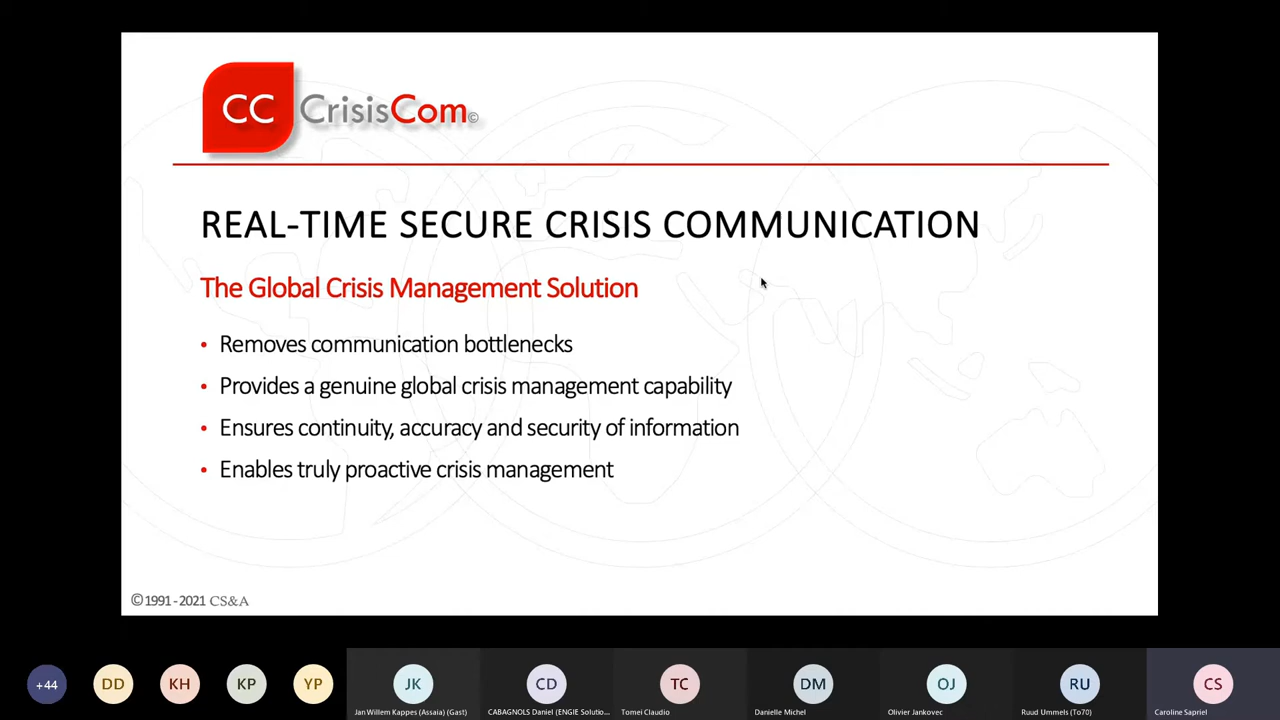 CC CrisisCom©
REAL-TIME SECURE CRISIS COMMUNICATION
The Global Crisis Management Solution
• Removes communication bottlenecks
• Provides a genuine global crisis management capability
• Ensures continuity, accuracy and security of information
• Enables truly proactive crisis management
© 1991 - 2021 CS&A
+44 DD KH KP YP JK CD TC DM OJ RU CS
Jan Willem Kappes (Assaia) (Gast) CABAGNOLS Daniel (ENGIE Solutio... Tomei Claudio Danielle Michel Olivier Jankovec Ruud Ummels (To70) Caroline Sapriel